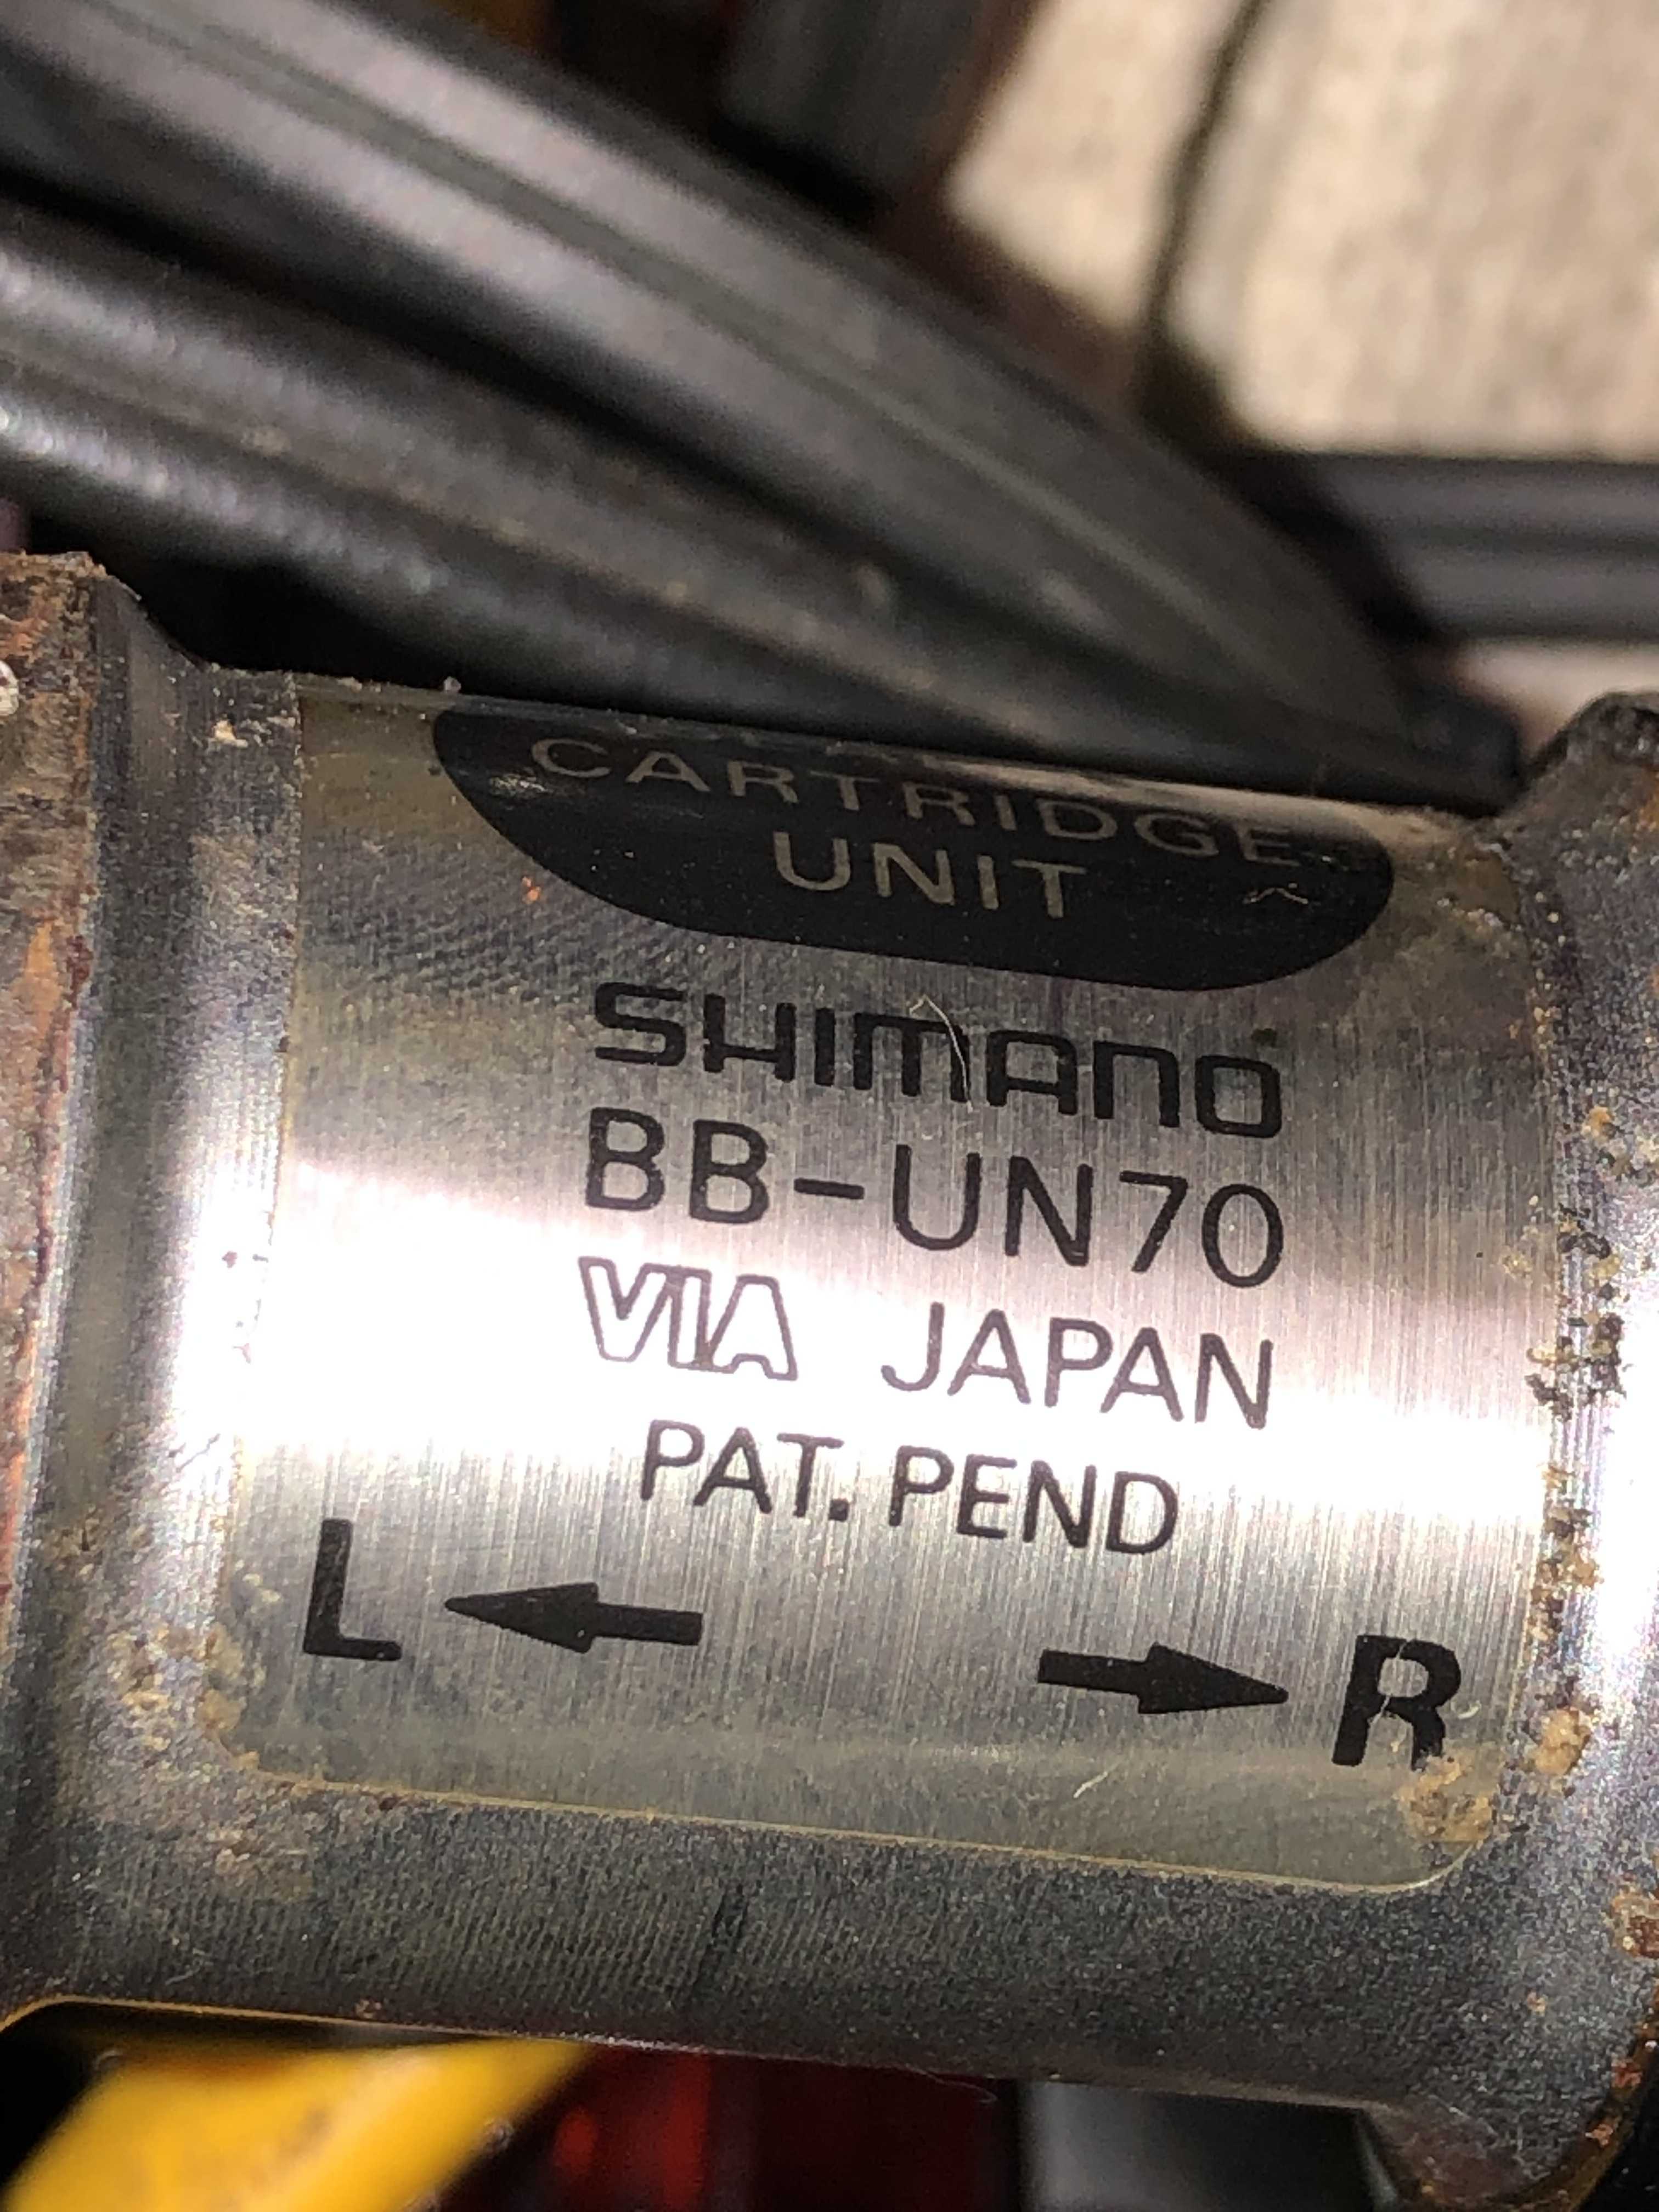 CARTRIDGE
UNIT
SHIMANO
BB-UN70
VIA JAPAN
PAT. PEND
L R